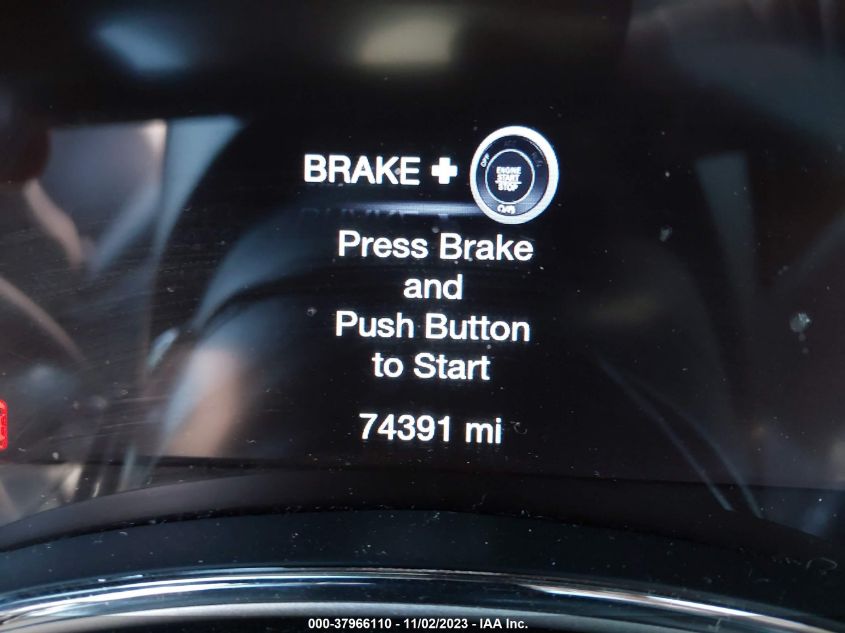 BRAKE +
OFF
ENGINE
START
STOP
Press Brake
and
Push Button
to Start
74391 mi
000-37966110 - 11/02/2023 - IAA Inc.